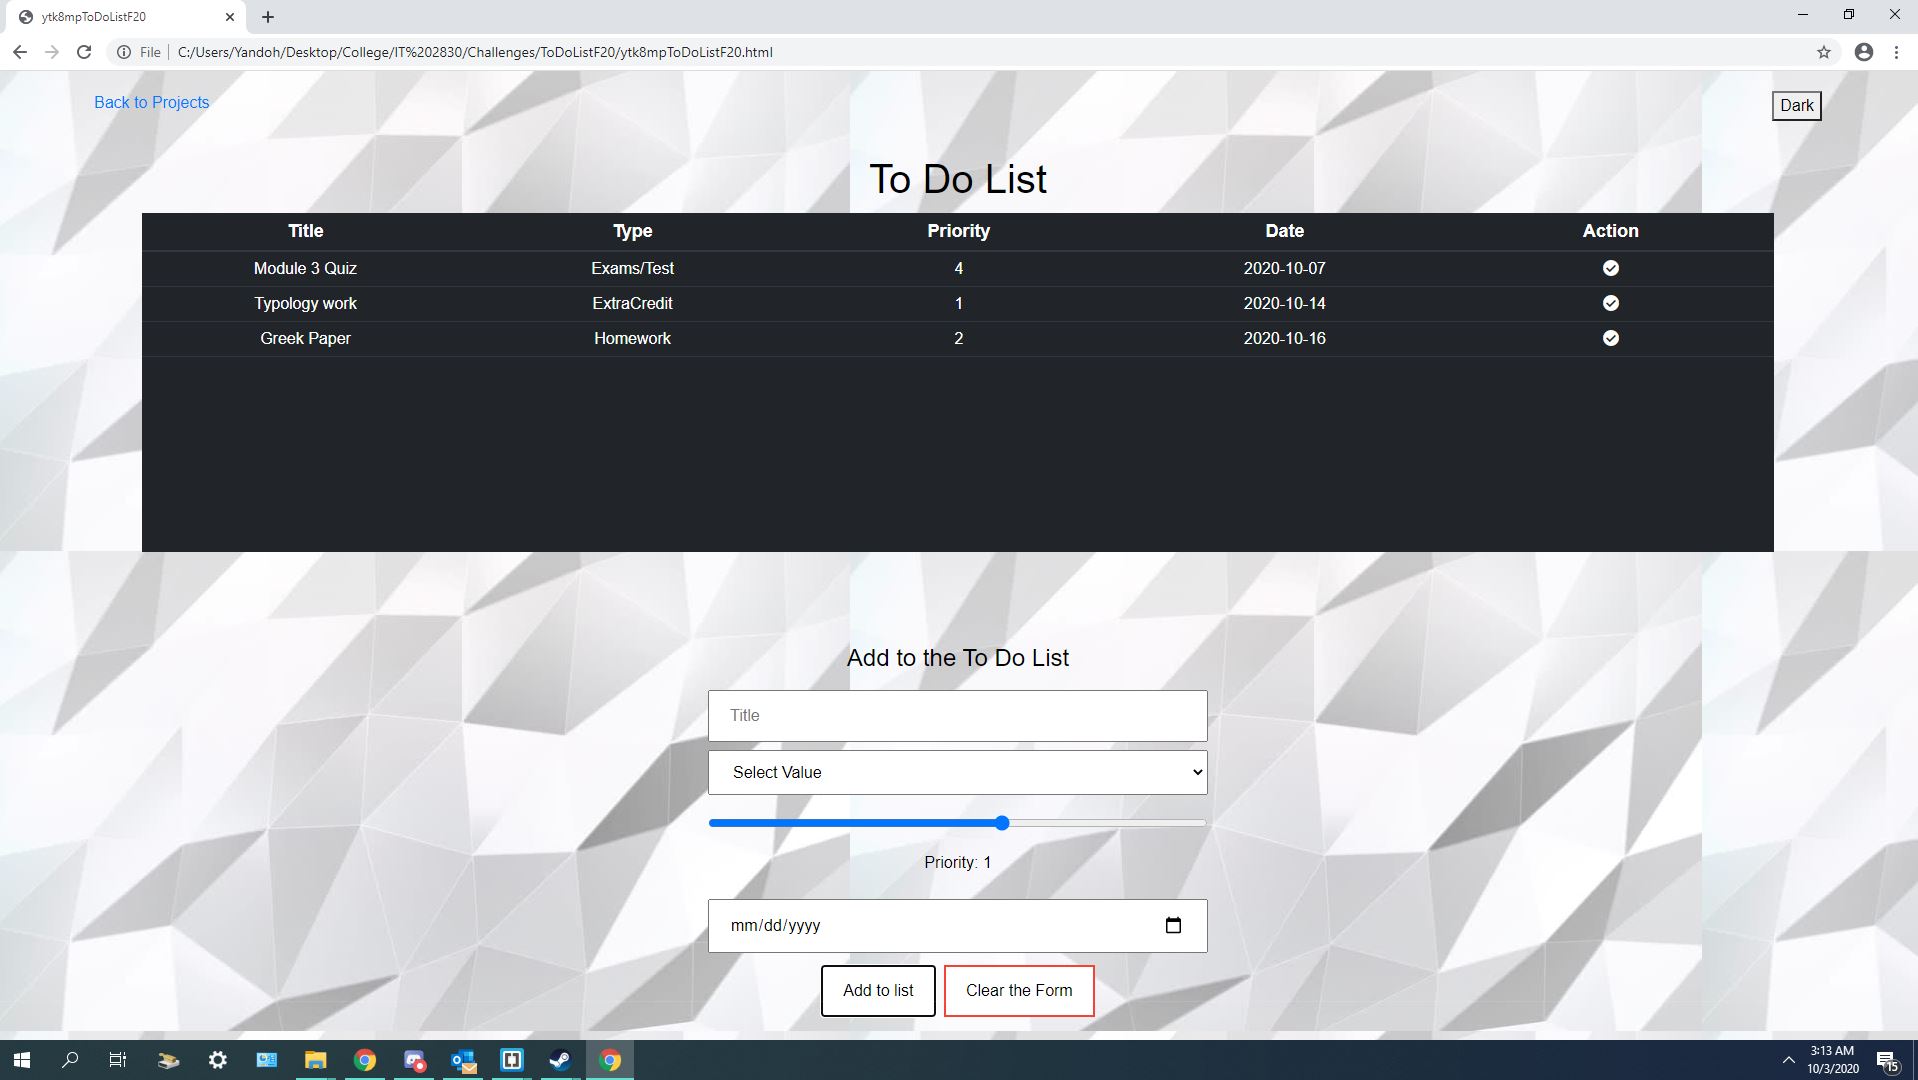 ytk8mpToDoListF20
File C:/Users/Yandoh/Desktop/College/IT%202830/Challenges/ToDoListF20/ytk8mpToDoListF20.html
Back to Projects
Dark
To Do List
Title Type Priority Date Action
Module 3 Quiz Exams/Test 4 2020-10-07
Typology work ExtraCredit 1 2020-10-14
Greek Paper Homework 2 2020-10-16
Add to the To Do List
Title
Select Value
Priority: 1
mm/dd/yyyy
Add to list Clear the Form
3:13 AM
10/3/2020
15